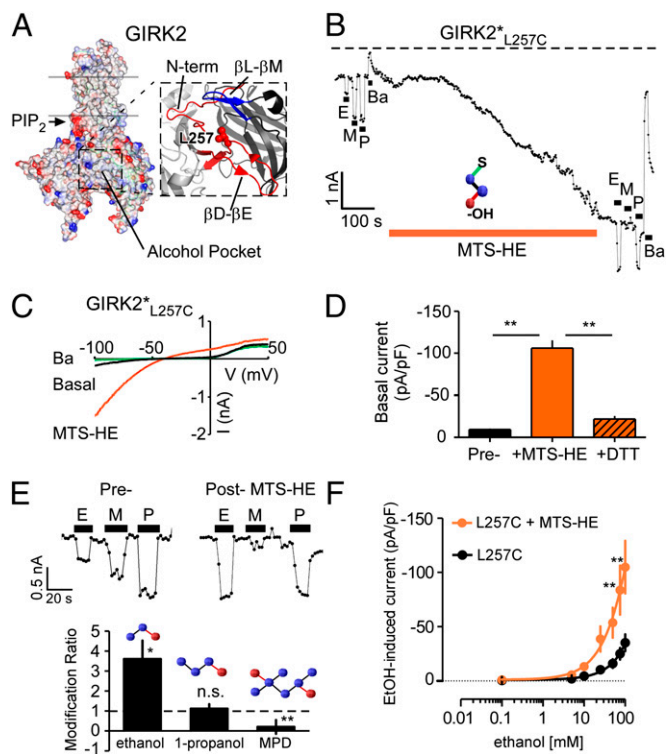 A
GIRK2
N-term
βL-βM
PIP2
L257
βD-βE
Alcohol Pocket
B
GIRK2*L257C
E
M
P
Ba
1 nA
100 s
S
-OH
MTS-HE
E
M
P
Ba
C
GIRK2*L257C
1
-100
-50
50
Ba
0
V (mV)
Basal
-1
I (nA)
MTS-HE
-2
D
Basal current
(pA/pF)
-150
-100
-50
0
**
**
Pre-
+MTS-HE
+DTT
E
Pre-
Post- MTS-HE
E
M
P
E
M
P
0.5 nA
20 s
Modification Ratio
5
4
3
2
1
0
-1
*
n.s.
**
ethanol
1-propanol
MPD
F
EtOH-induced current (pA/pF)
-150
-100
-50
0
L257C + MTS-HE
L257C
**
**
0.01
0.1
1
10
100
ethanol [mM]